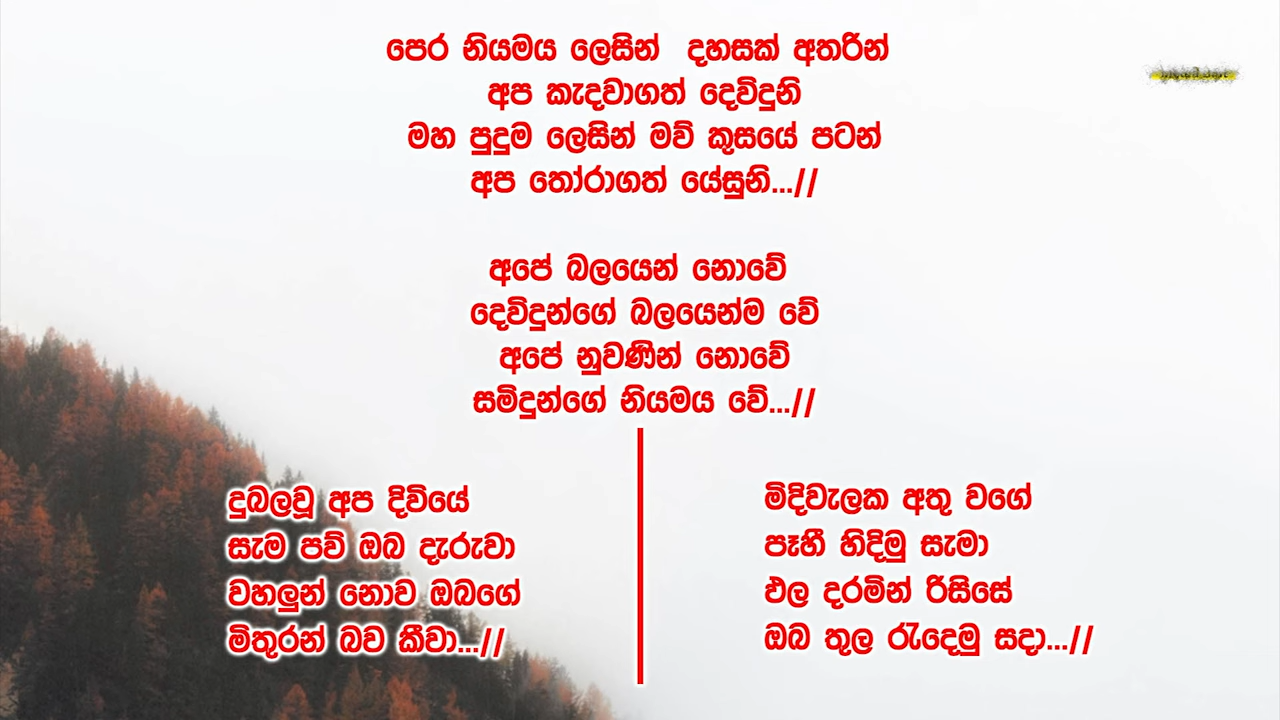 පෙර නියමය ලෙසින් දහසක් අතරින්
අප කැදවාගත් දෙවිදුනි
මහ පුදුම ලෙසින් මව් කුසයේ පටන්
අප තෝරාගත් යේසුනි...//
අපේ බලයෙන් නොවේ
දෙවිදුන්ගේ බලයෙන්ම වේ
අපේ නුවණින් නොවේ
සමිදුන්ගේ නියමය වේ...//
දුබලවූ අප දිවියේ
සැම පව් ඔබ දැරුවා
වහලුන් නොව ඔබගේ
මිතුරන් බව කීවා...//
මිදිවැලක අතු වගේ
පෑහී හිදිමු සැමා
ඵල දරමින් රිසිසේ
ඔබ තුල රැදෙමු සදා...//